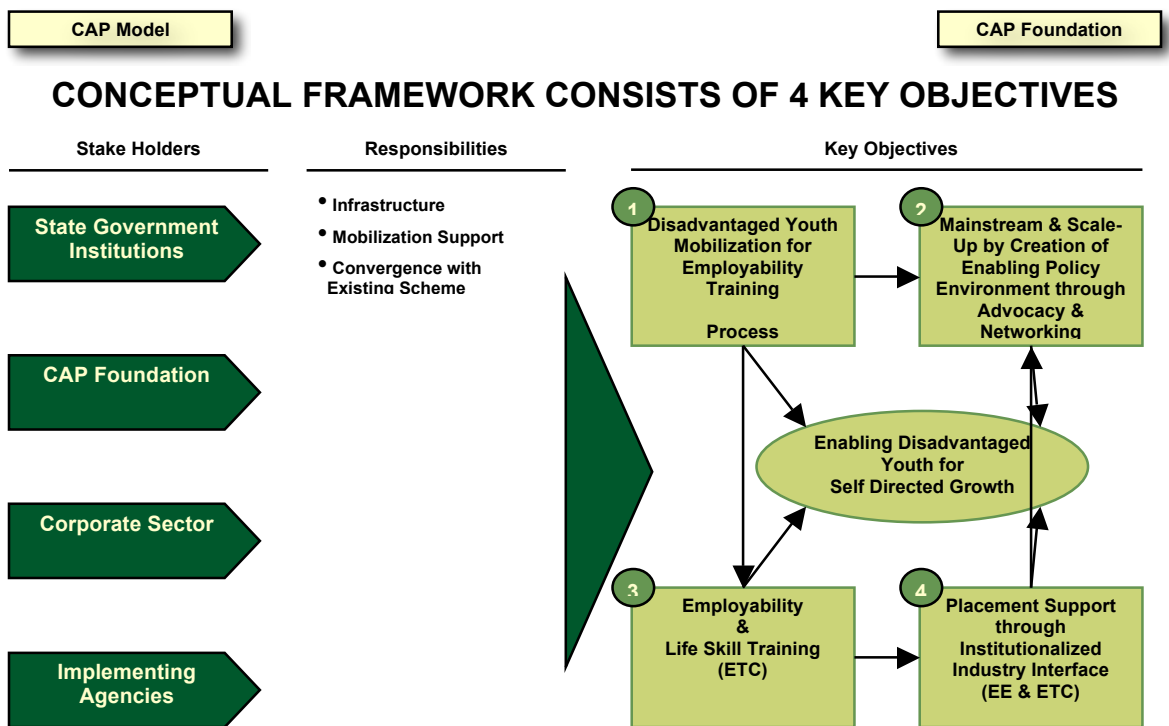 CAP Model
CAP Foundation
CONCEPTUAL FRAMEWORK CONSISTS OF 4 KEY OBJECTIVES
Stake Holders
Responsibilities
Key Objectives
State Government
Institutions
• Infrastructure
• Mobilization Support
• Convergence with
Existing Scheme
1
Disadvantaged Youth
Mobilization for
Employability
Training
Process
2
Mainstream & Scale-
Up by Creation of
Enabling Policy
Environment through
Advocacy &
Networking
CAP Foundation
Enabling Disadvantaged
Youth for
Self Directed Growth
Corporate Sector
3
Employability
&
Life Skill Training
(ETC)
4
Placement Support
through
Institutionalized
Industry Interface
(EE & ETC)
Implementing
Agencies